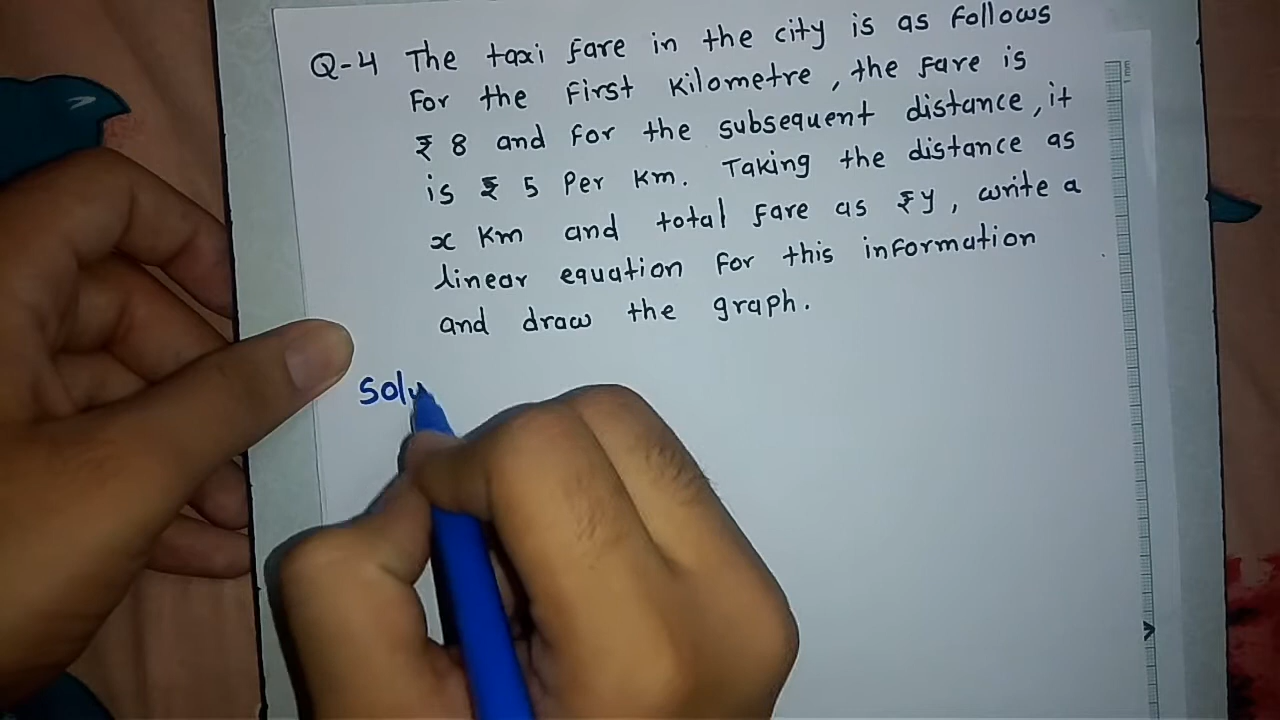 Q-4 The taxi fare in the city is as follows
For the first kilometre, the fare is
₹ 8 and for the subsequent distance, it
is ₹ 5 Per km. Taking the distance as
x km and total fare as ₹y, write a
linear equation for this information
and draw the graph.
Solu